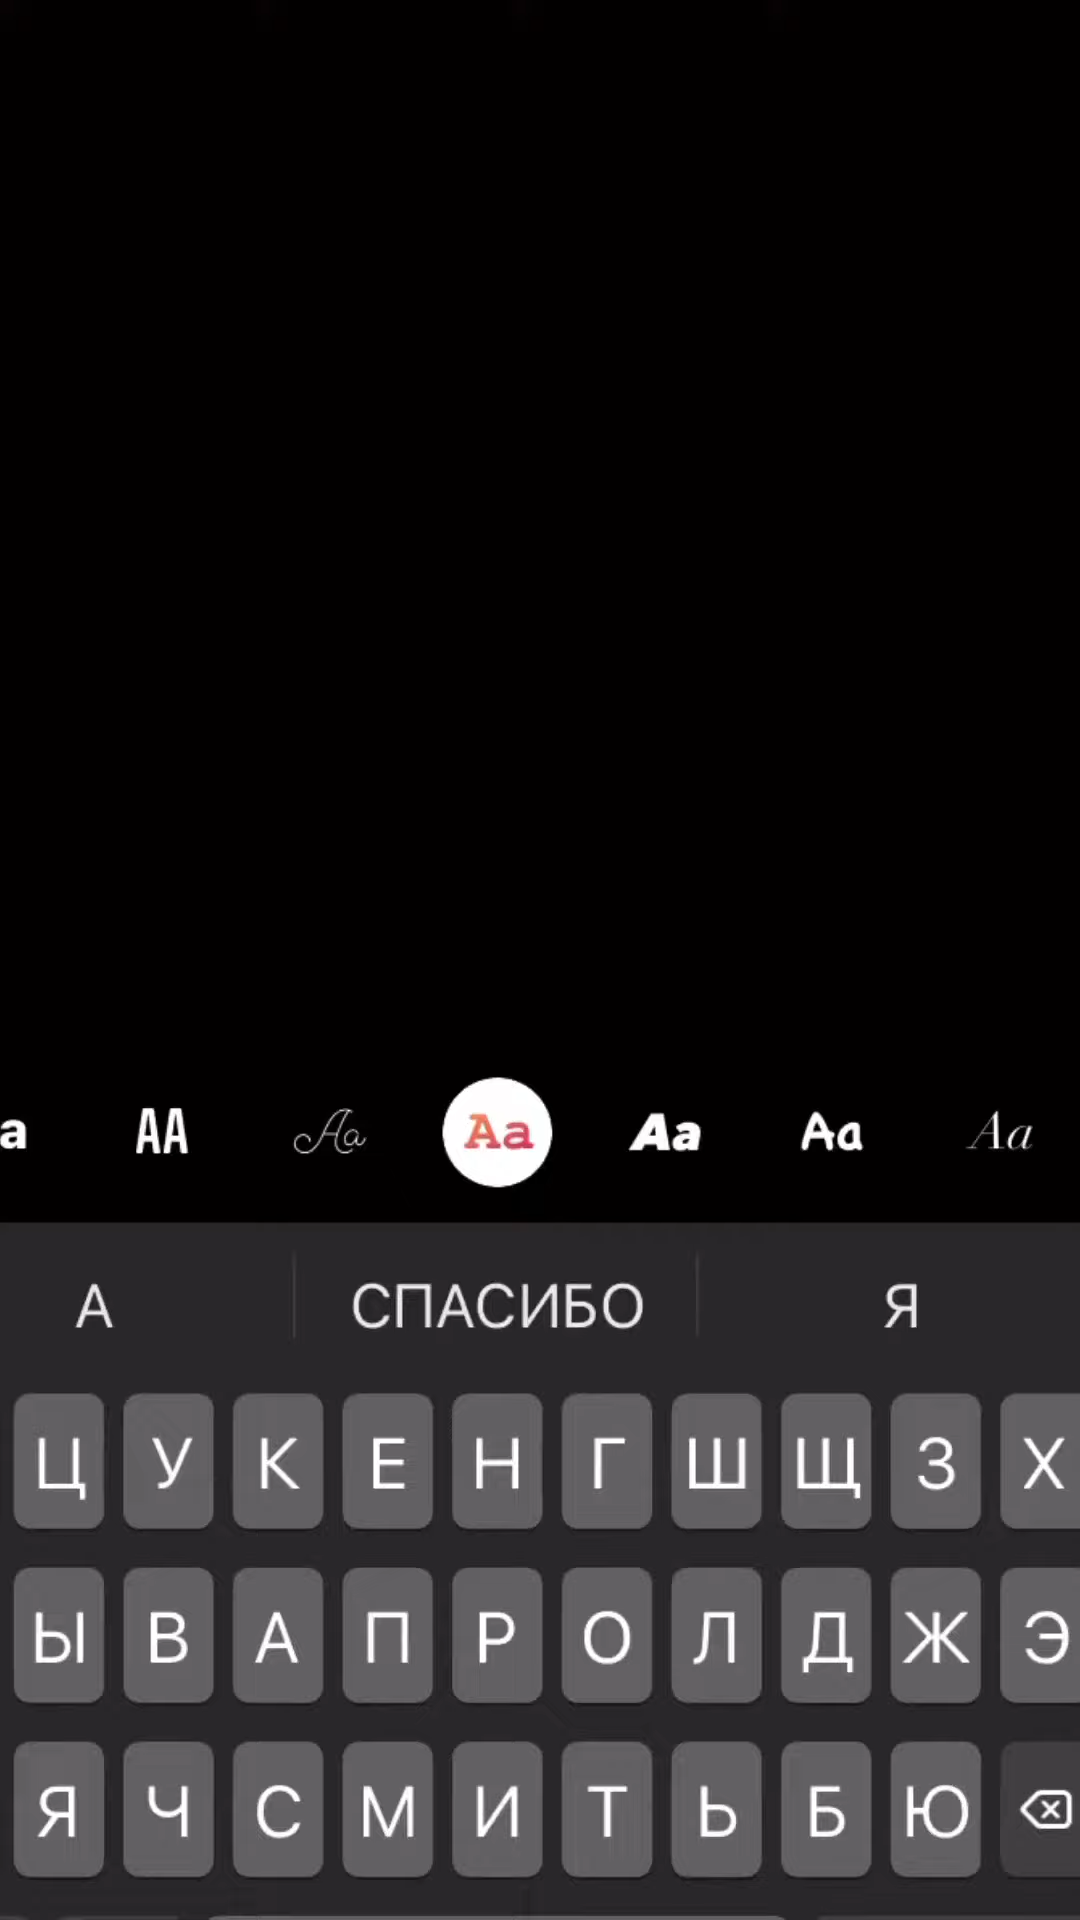 a AA Aa Aa Aa Aa Aa
А СПАСИБО Я
Ц У К Е Н Г Ш Щ З Х
Ы В А П Р О Л Д Ж Э
Я Ч С М И Т Ь Б Ю